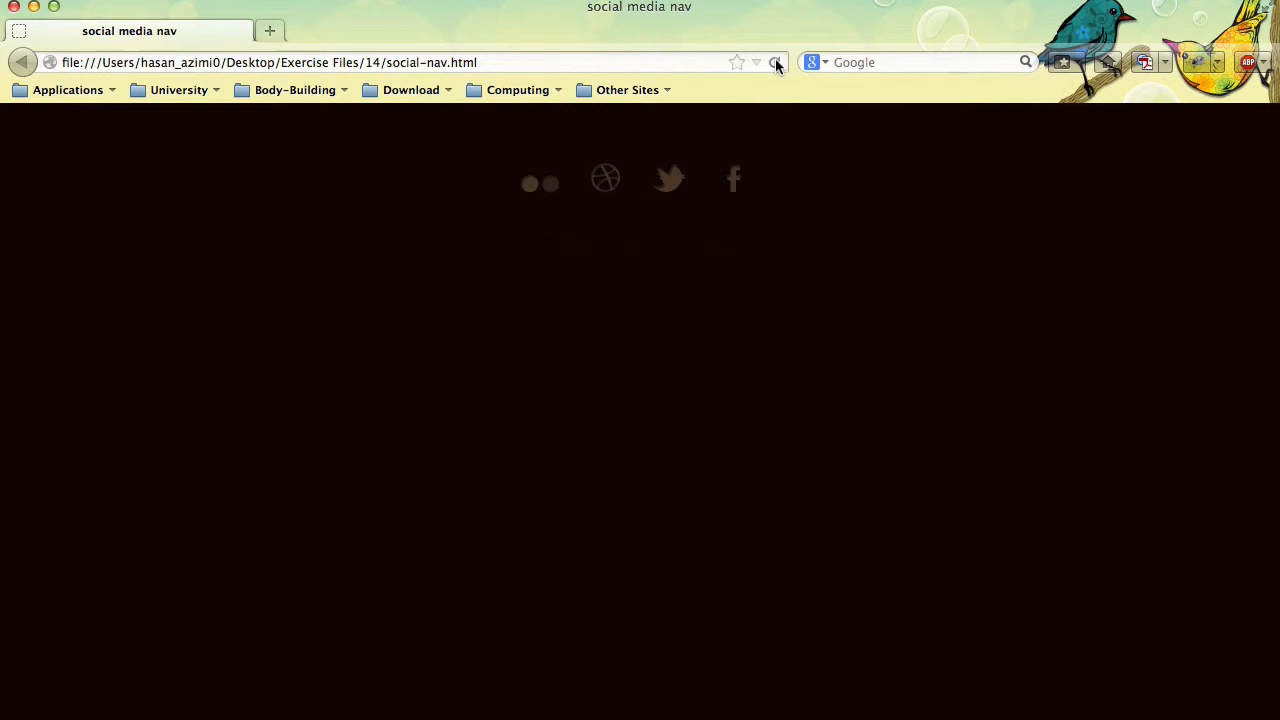 social media nav
social media nav
file:///Users/hasan_azimi0/Desktop/Exercise Files/14/social-nav.html
Google
ABP
Applications University Body-Building Download Computing Other Sites